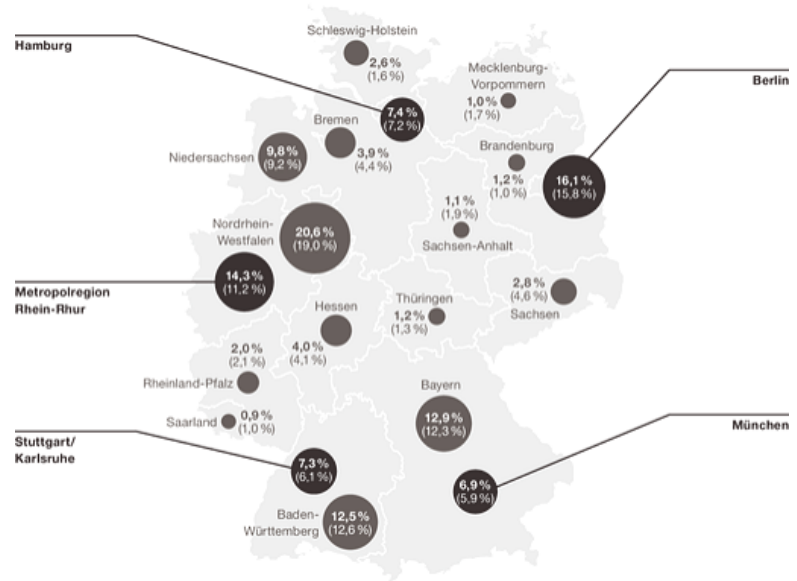 Schleswig-Holstein
2,6 %
(1,6 %)
Hamburg
7,4 %
(7,2 %)
Mecklenburg-
Vorpommern
1,0 %
(1,7 %)
Berlin
16,1 %
(15,8 %)
Bremen
3,9 %
(4,4 %)
Niedersachsen
9,8 %
(9,2 %)
Brandenburg
1,2 %
(1,0 %)
1,1 %
(1,9 %)
Sachsen-Anhalt
Nordrhein-
Westfalen
20,6 %
(19,0 %)
14,3 %
(11,2 %)
Metropolregion
Rhein-Rhur
2,8 %
(4,6 %)
Sachsen
Thüringen
1,2 %
(1,3 %)
Hessen
4,0 %
(4,1 %)
2,0 %
(2,1 %)
Rheinland-Pfalz
Saarland
0,9 %
(1,0 %)
Bayern
12,9 %
(12,3 %)
München
6,9 %
(5,9 %)
Stuttgart/
Karlsruhe
7,3 %
(6,1 %)
Baden-
Württemberg
12,5 %
(12,6 %)